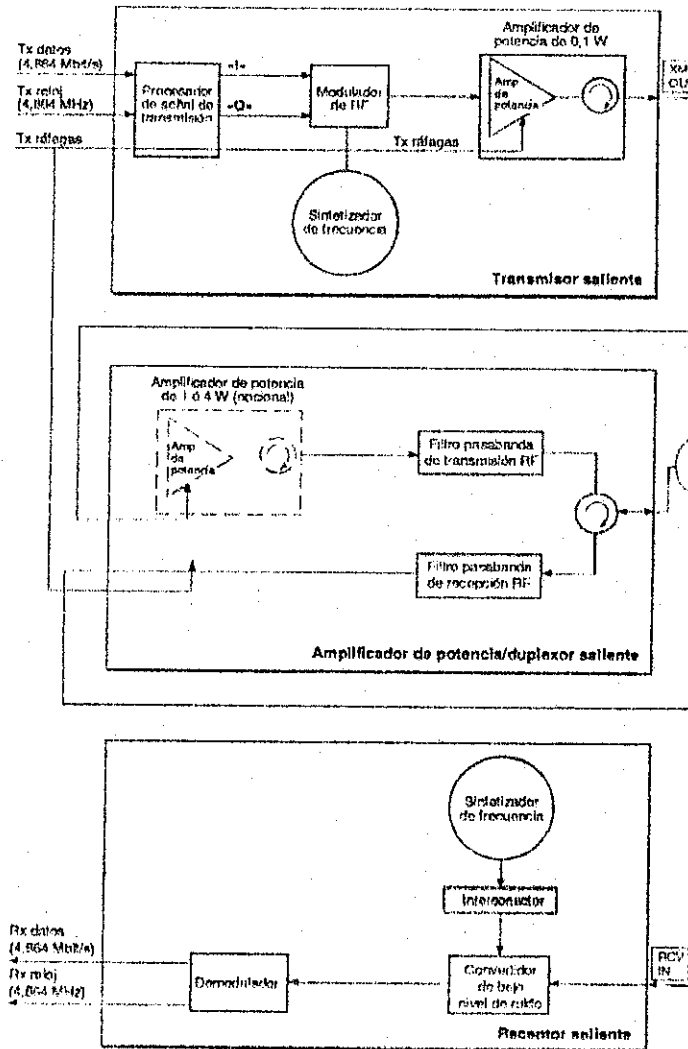 Amplificador de
potencia de 0,1 W
Tx datos
(4,864 Mbit/s)
Tx reloj
(4,864 MHz)
Tx ráfagas
Procesador
de señal de
transmisión
«I»
«Q»
Modulador
de RF
Amp
de
potencia
Tx ráfagas
XM
OU
Sintetizador
de frecuencia
Transmisor saliente
Amplificador de potencia
de 1 ó 4 W (opcional)
Amp
de
potencia
Filtro pasabanda
de transmisión RF
Filtro pasabanda
de recepción RF
Amplificador de potencia/duplexor saliente
Sintetizador
de frecuencia
Interconector
Rx datos
(4,864 Mbit/s)
Rx reloj
(4,864 MHz)
Demodulador
Convertidor
de bajo
nivel de ruido
RCV
IN
Receptor saliente